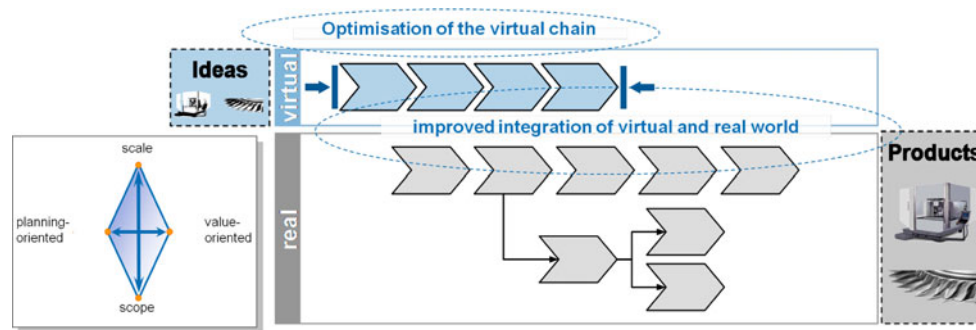 Optimisation of the virtual chain
Ideas
virtual
improved integration of virtual and real world
Products
real
scale
planning-
oriented
value-
oriented
scope